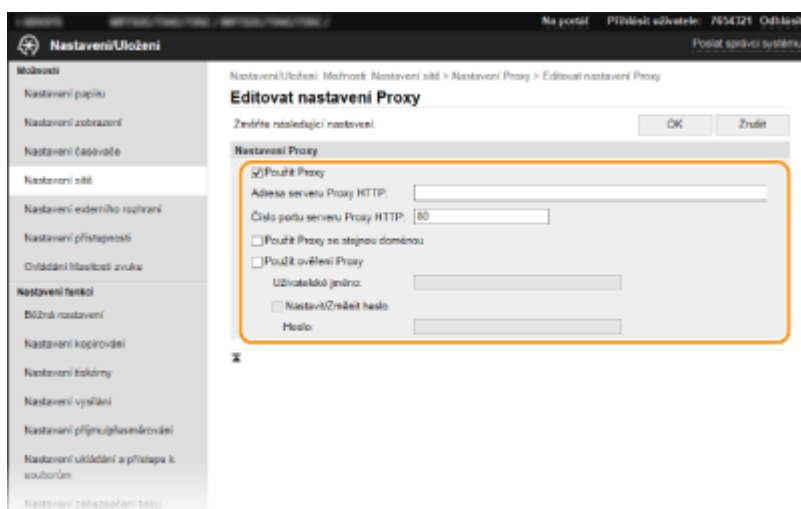 Na portál Přihlásit uživatele: 7654321 Odhlásit
Nastavení/Uložení
Poslat správci systému
Možnosti
Nastavení papíru
Nastavení zobrazení
Nastavení časovače
Nastavení sítě
Nastavení externího rozhraní
Nastavení přístupnosti
Ovládání hlasitosti zvuku
Nastavení funkcí
Běžná nastavení
Nastavení kopírování
Nastavení tiskárny
Nastavení vysílání
Nastavení příjmu/přesměrování
Nastavení ukládání a přístupu k
souborům
Nastavení zabezpečení tisku
Nastavení/Uložení: Možnosti: Nastavení sítě > Nastavení Proxy > Editovat nastavení Proxy
Editovat nastavení Proxy
Změňte následující nastavení.
OK
Zrušit
Nastavení Proxy
Použít Proxy
Adresa serveru Proxy HTTP:
Číslo portu serveru Proxy HTTP: 80
Použít Proxy se stejnou doménou
Použít ověření Proxy
Uživatelské jméno:
Nastavit/Změnit heslo
Heslo: